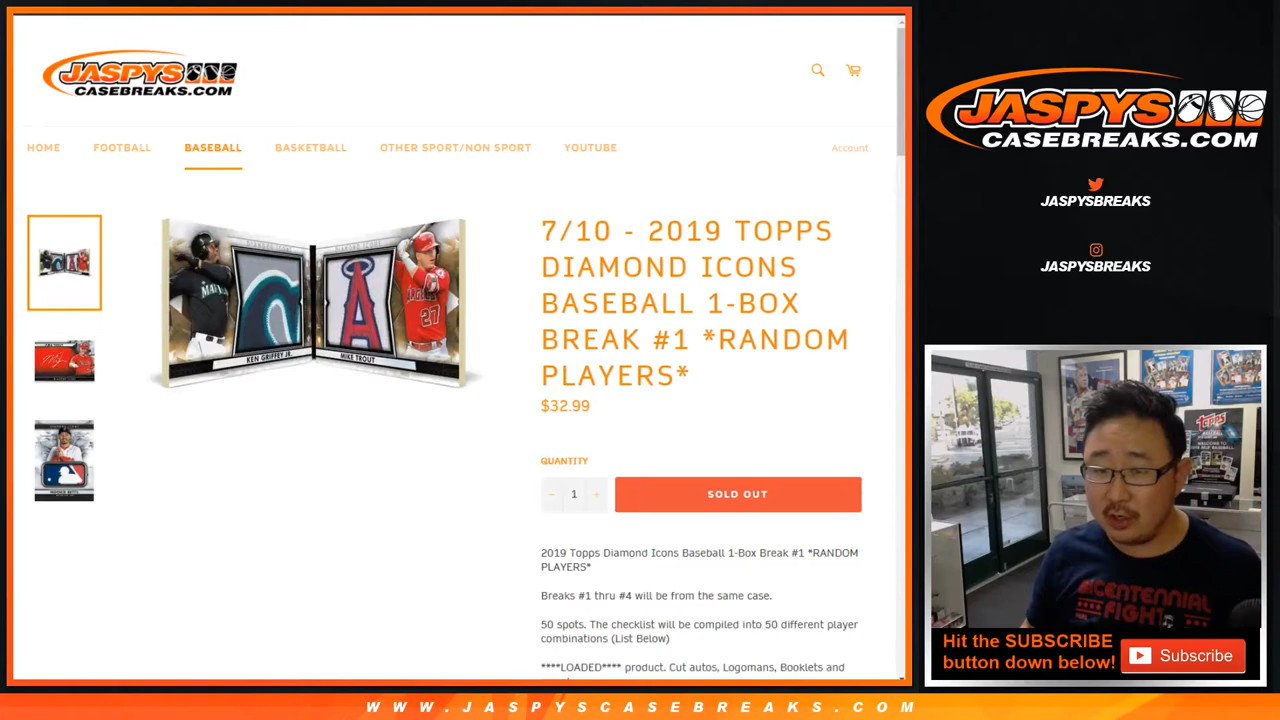 JASPYS
CASEBREAKS.COM
HOME
FOOTBALL
BASEBALL
BASKETBALL
OTHER SPORT/NON SPORT
YOUTUBE
Account
KEN GRIFFEY JR.
MIKE TROUT
7/10 - 2019 TOPPS
DIAMOND ICONS
BASEBALL 1-BOX
BREAK #1 *RANDOM
PLAYERS*
$32.99
QUANTITY
− 1 +
SOLD OUT
2019 Topps Diamond Icons Baseball 1-Box Break #1 *RANDOM
PLAYERS*
Breaks #1 thru #4 will be from the same case.
50 spots. The checklist will be compiled into 50 different player
combinations (List Below)
****LOADED**** product. Cut autos, Logomans, Booklets and
JASPYS
CASEBREAKS.COM
JASPYSBREAKS
JASPYSBREAKS
TOPPS
BICENTENNIAL
FIGHT
Hit the SUBSCRIBE
button down below!
Subscribe
WWW.JASPYSCASEBREAKS.COM